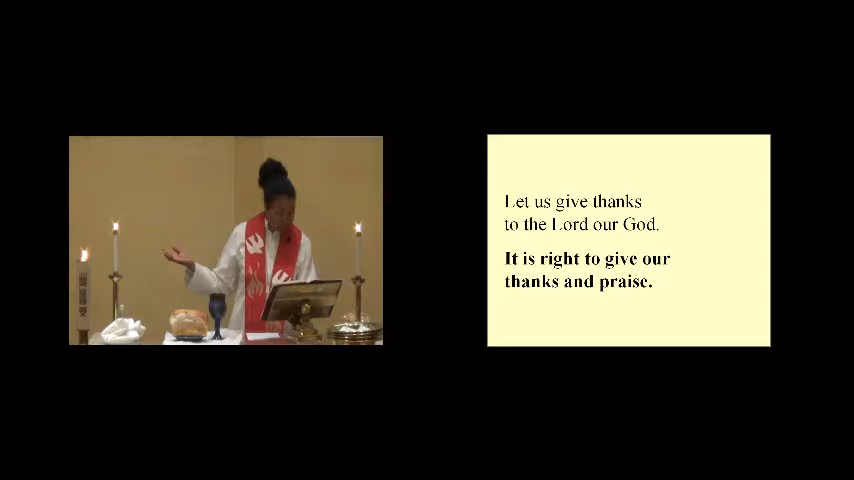 Let us give thanks
to the Lord our God.
It is right to give our
thanks and praise.